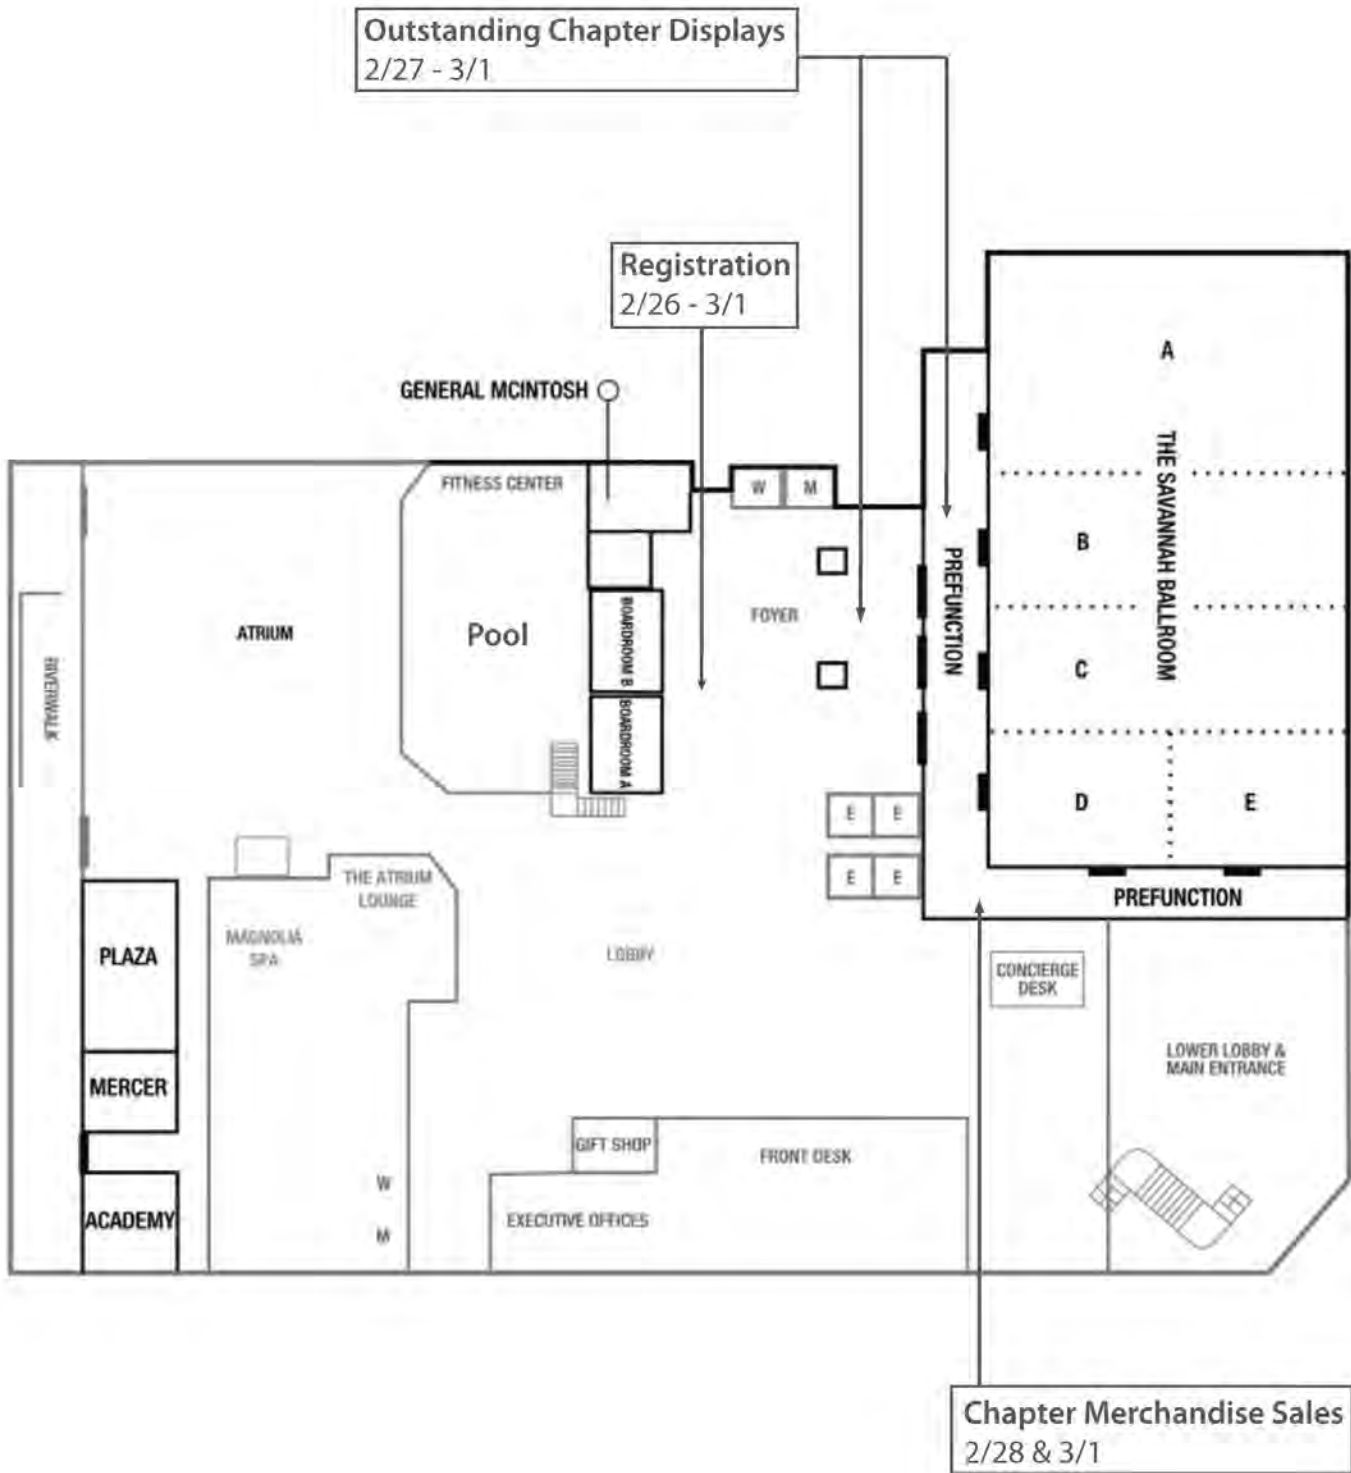 Outstanding Chapter Displays
2/27 - 3/1
Registration
2/26 - 3/1
GENERAL MCINTOSH
A
THE SAVANNAH BALLROOM
FITNESS CENTER
W
M
B
PREFUNCTION
BOARDROOM B
FOYER
ATRIUM
Pool
RIVERWALK
C
BOARDROOM A
D
E
E
E
E
E
THE ATRIUM
LOUNGE
PREFUNCTION
MAGNOLIA
SPA
PLAZA
LOBBY
CONCIERGE
DESK
LOWER LOBBY &
MAIN ENTRANCE
MERCER
GIFT SHOP
FRONT DESK
W
ACADEMY
EXECUTIVE OFFICES
M
Chapter Merchandise Sales
2/28 & 3/1